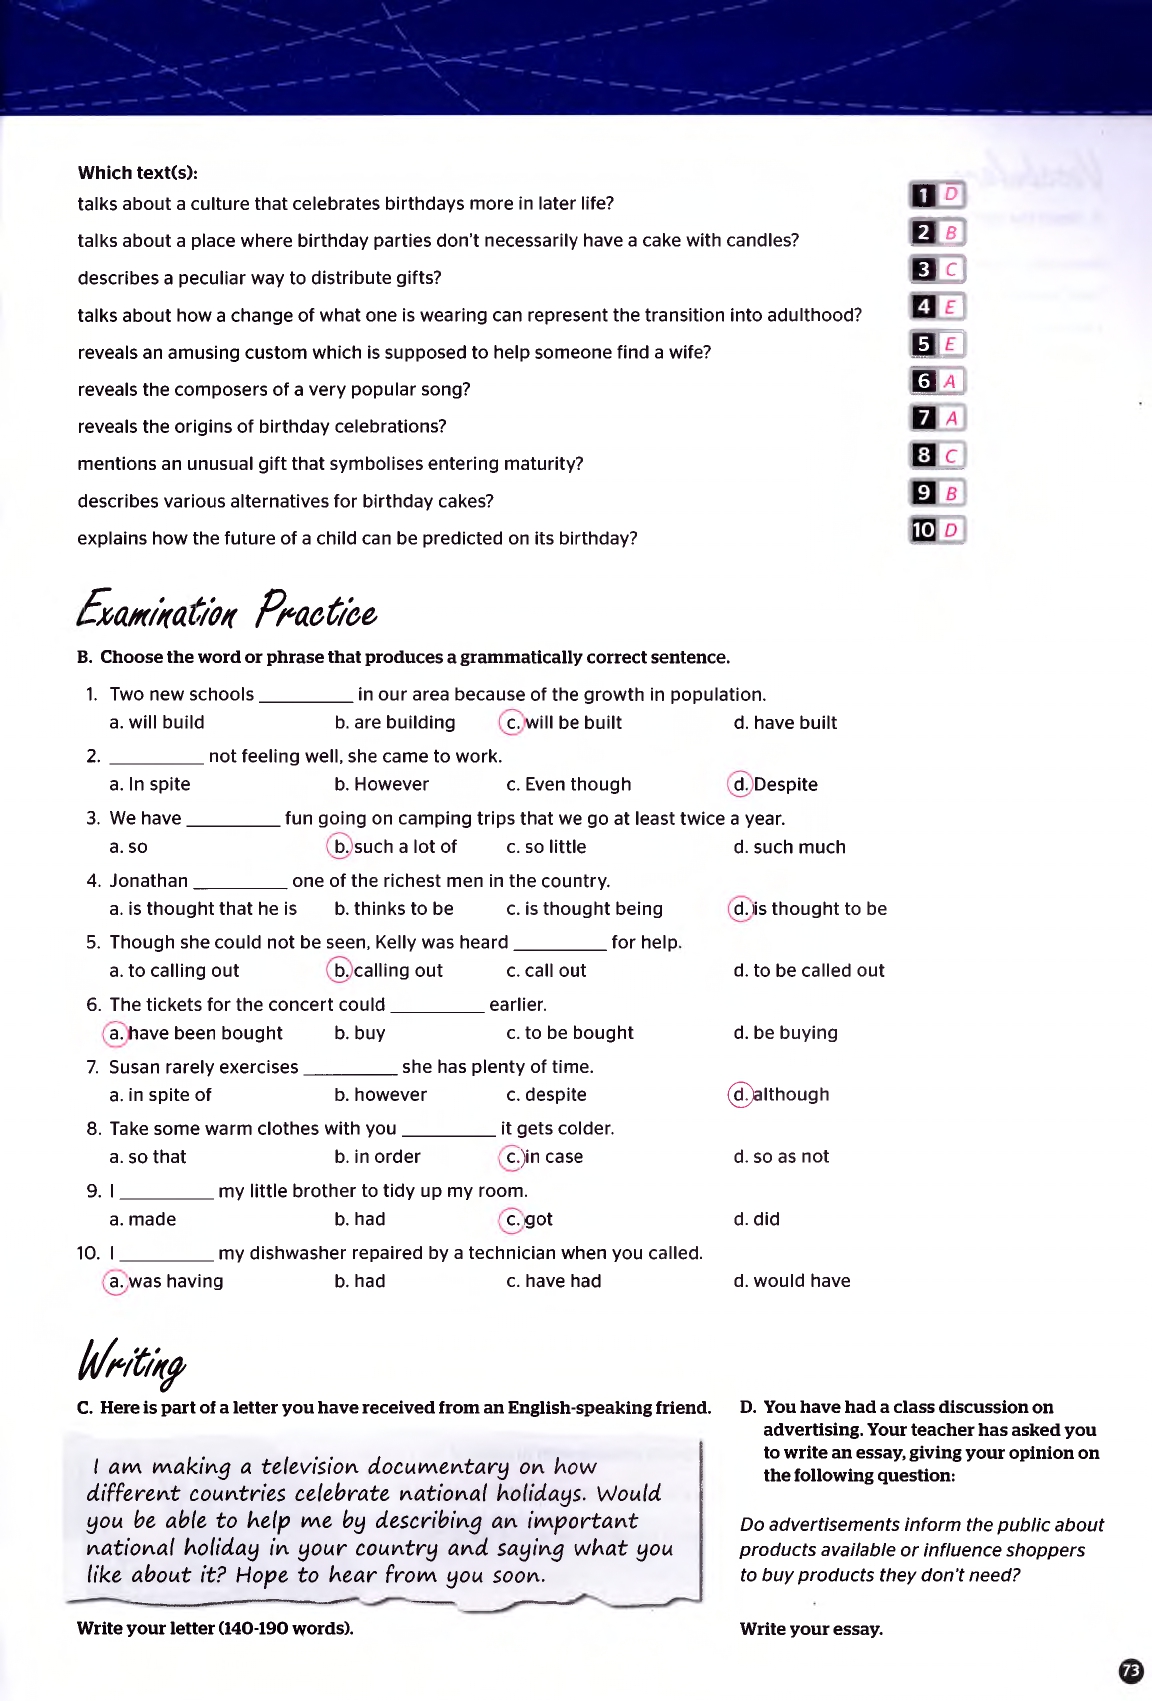 Which text(s):
talks about a culture that celebrates birthdays more in later life? 1 D
talks about a place where birthday parties don't necessarily have a cake with candles? 2 B
describes a peculiar way to distribute gifts? 3 C
talks about how a change of what one is wearing can represent the transition into adulthood? 4 E
reveals an amusing custom which is supposed to help someone find a wife? 5 E
reveals the composers of a very popular song? 6 A
reveals the origins of birthday celebrations? 7 A
mentions an unusual gift that symbolises entering maturity? 8 C
describes various alternatives for birthday cakes? 9 B
explains how the future of a child can be predicted on its birthday? 10 D
Examination Practice
B. Choose the word or phrase that produces a grammatically correct sentence.
1. Two new schools _________ in our area because of the growth in population.
a. will build b. are building c. will be built d. have built
2. _________ not feeling well, she came to work.
a. In spite b. However c. Even though d. Despite
3. We have _________ fun going on camping trips that we go at least twice a year.
a. so b. such a lot of c. so little d. such much
4. Jonathan _________ one of the richest men in the country.
a. is thought that he is b. thinks to be c. is thought being d. is thought to be
5. Though she could not be seen, Kelly was heard _________ for help.
a. to calling out b. calling out c. call out d. to be called out
6. The tickets for the concert could _________ earlier.
a. have been bought b. buy c. to be bought d. be buying
7. Susan rarely exercises _________ she has plenty of time.
a. in spite of b. however c. despite d. although
8. Take some warm clothes with you _________ it gets colder.
a. so that b. in order c. in case d. so as not
9. I _________ my little brother to tidy up my room.
a. made b. had c. got d. did
10. I _________ my dishwasher repaired by a technician when you called.
a. was having b. had c. have had d. would have
Writing
C. Here is part of a letter you have received from an English-speaking friend.
I am making a television documentary on how
different countries celebrate national holidays. Would
you be able to help me by describing an important
national holiday in your country and saying what you
like about it? Hope to hear from you soon.
Write your letter (140-190 words).
D. You have had a class discussion on
advertising. Your teacher has asked you
to write an essay, giving your opinion on
the following question:
Do advertisements inform the public about
products available or influence shoppers
to buy products they don't need?
Write your essay.
73